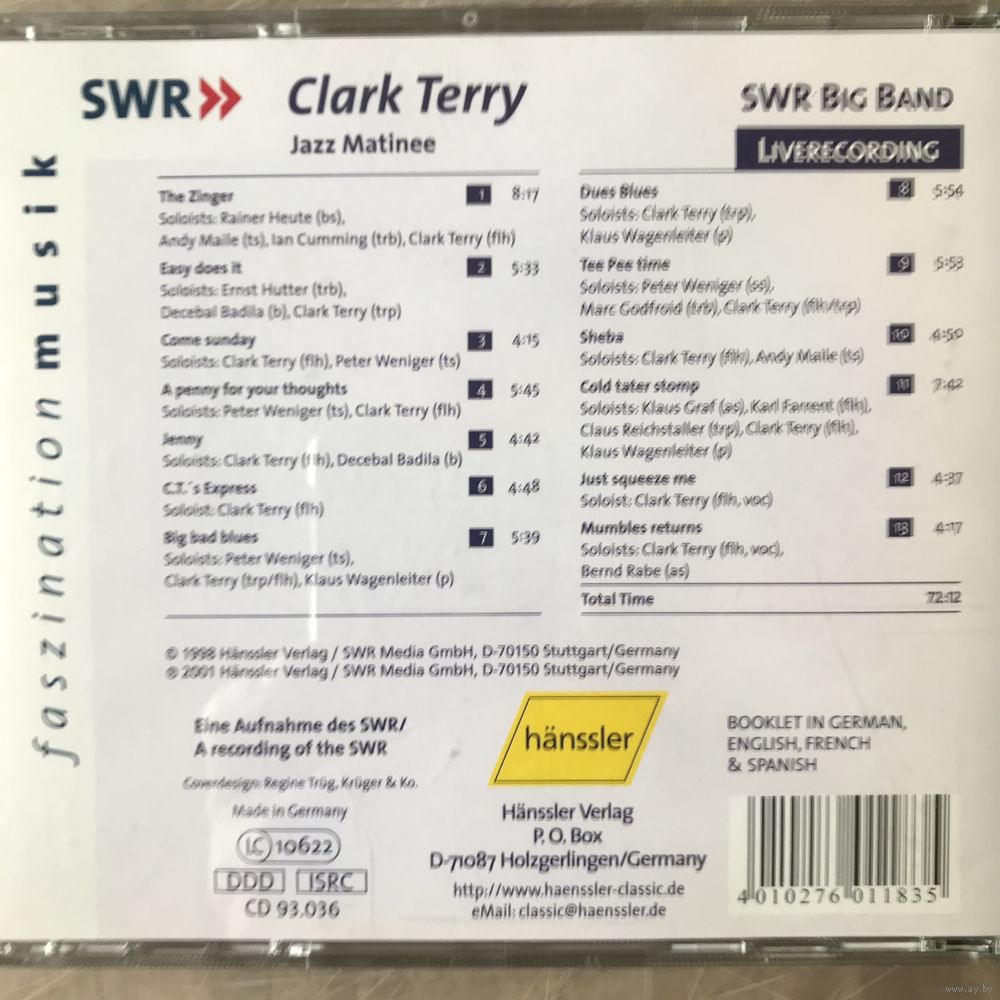 faszination musik
SWR
Clark Terry
Jazz Matinee
SWR BIG BAND
LIVERECORDING
The Zinger 1 8:17
Soloists: Rainer Heute (bs),
Andy Maile (ts), Ian Cumming (trb), Clark Terry (flh)
Easy does it 2 5:33
Soloists: Ernst Hutter (trb),
Decebal Badila (b), Clark Terry (trp)
Come sunday 3 4:15
Soloists: Clark Terry (flh), Peter Weniger (ts)
A penny for your thoughts 4 5:45
Soloists: Peter Weniger (ts), Clark Terry (flh)
Jenny 5 4:42
Soloists: Clark Terry (flh), Decebal Badila (b)
C.T.´s Express 6 4:48
Soloist: Clark Terry (flh)
Big bad blues 7 5:39
Soloists: Peter Weniger (ts),
Clark Terry (trp/flh), Klaus Wagenleiter (p)
Dues Blues 8 5:54
Soloists: Clark Terry (trp),
Klaus Wagenleiter (p)
Tee Pee time 9 5:53
Soloists: Peter Weniger (ss),
Marc Godfroid (trb), Clark Terry (flh/trp)
Sheba 10 4:50
Soloists: Clark Terry (flh), Andy Maile (ts)
Cold tater stomp 11 7:42
Soloists: Klaus Graf (as), Karl Farrent (flh),
Claus Reichstaller (trp), Clark Terry (flh),
Klaus Wagenleiter (p)
Just squeeze me 12 4:37
Soloist: Clark Terry (flh, voc)
Mumbles returns 13 4:17
Soloists: Clark Terry (flh, voc),
Bernd Rabe (as)
Total Time 72:12
℗ 1998 Hänssler Verlag / SWR Media GmbH, D-70150 Stuttgart/Germany
© 2001 Hänssler Verlag / SWR Media GmbH, D-70150 Stuttgart/Germany
Eine Aufnahme des SWR/
A recording of the SWR
Coverdesign: Regine Trüg, Krüger & Ko.
Made in Germany
LC 10622
DDD ISRC
CD 93.036
hänssler
Hänssler Verlag
P.O. Box
D-71087 Holzgerlingen/Germany
http://www.haenssler-classic.de
eMail: classic@haenssler.de
BOOKLET IN GERMAN,
ENGLISH, FRENCH
& SPANISH
4 010276 011835
www.ay.by